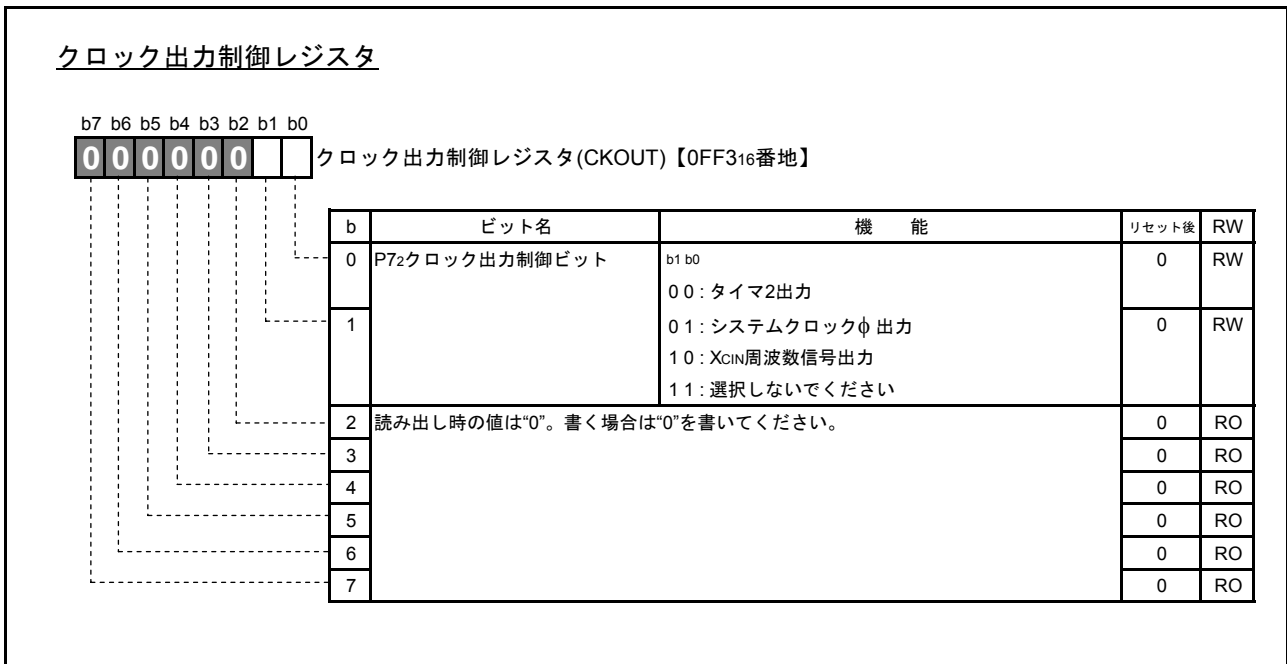 クロック出力制御レジスタ
b7 b6 b5 b4 b3 b2 b1 b0
0 0 0 0 0 0 クロック出力制御レジスタ(CKOUT)【0FF316番地】
b ビット名 機 能 リセット後 RW
0 P72クロック出力制御ビット b1 b0 0 RW
0 0 : タイマ2出力
1 0 1 : システムクロックϕ 出力 0 RW
1 0 : XCIN周波数信号出力
1 1 : 選択しないでください
2 読み出し時の値は“0”。書く場合は“0”を書いてください。 0 RO
3 0 RO
4 0 RO
5 0 RO
6 0 RO
7 0 RO